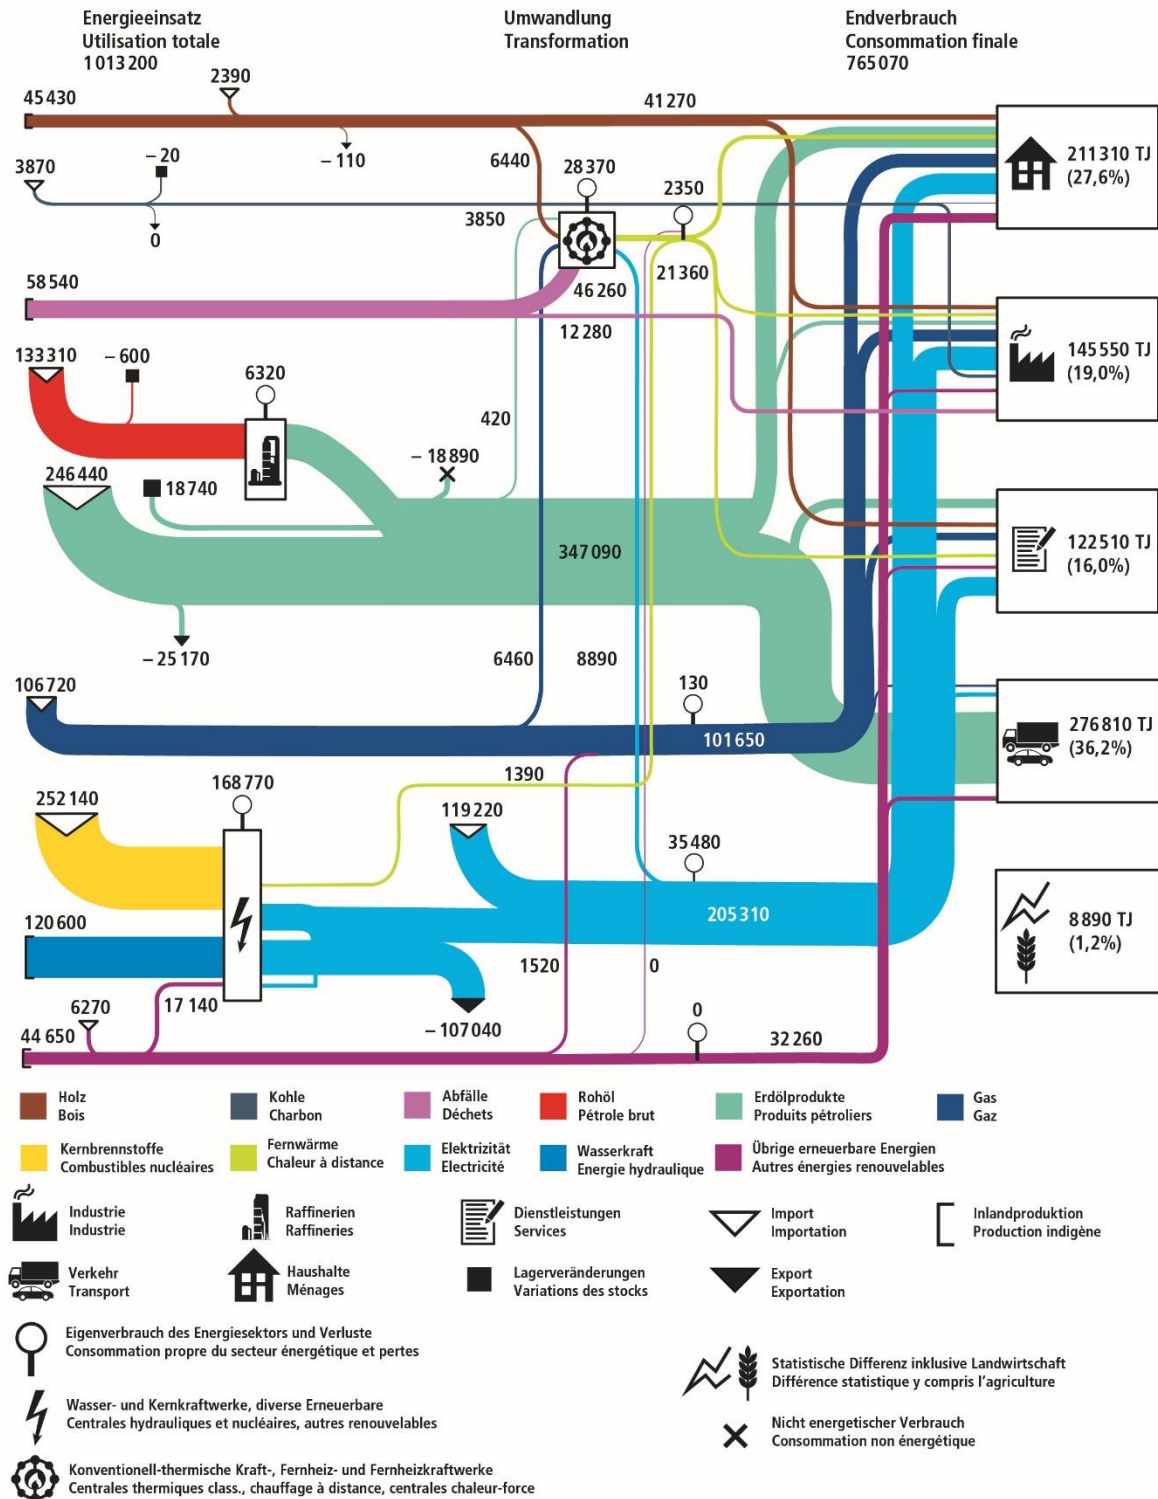 Energieeinsatz
Utilisation totale
1 013 200
Umwandlung
Transformation
Endverbrauch
Consommation finale
765 070
2390
45 430
41 270
– 110
6440
– 20
3870
0
3850
28 370
2350
211 310 TJ
(27,6%)
58 540
46 260
21 360
12 280
133 310
– 600
6320
420
145 550 TJ
(19,0%)
– 18 890
246 440
18 740
347 090
122 510 TJ
(16,0%)
– 25 170
6460
8890
106 720
130
101 650
276 810 TJ
(36,2%)
168 770
1390
252 140
119 220
35 480
205 310
8 890 TJ
(1,2%)
120 600
1520
0
6270
17 140
– 107 040
0
44 650
32 260
Holz
Bois
Kohle
Charbon
Abfälle
Déchets
Rohöl
Pétrole brut
Erdölprodukte
Produits pétroliers
Gas
Gaz
Kernbrennstoffe
Combustibles nucléaires
Fernwärme
Chaleur à distance
Elektrizität
Electricité
Wasserkraft
Energie hydraulique
Übrige erneuerbare Energien
Autres énergies renouvelables
Industrie
Industrie
Raffinerien
Raffineries
Dienstleistungen
Services
Import
Importation
Inlandproduktion
Production indigène
Verkehr
Transport
Haushalte
Ménages
Lagerveränderungen
Variations des stocks
Export
Exportation
Eigenverbrauch des Energiesektors und Verluste
Consommation propre du secteur énergétique et pertes
Statistische Differenz inklusive Landwirtschaft
Différence statistique y compris l'agriculture
Wasser- und Kernkraftwerke, diverse Erneuerbare
Centrales hydrauliques et nucléaires, autres renouvelables
Nicht energetischer Verbrauch
Consommation non énergétique
Konventionell-thermische Kraft-, Fernheiz- und Fernheizkraftwerke
Centrales thermiques class., chauffage à distance, centrales chaleur-force